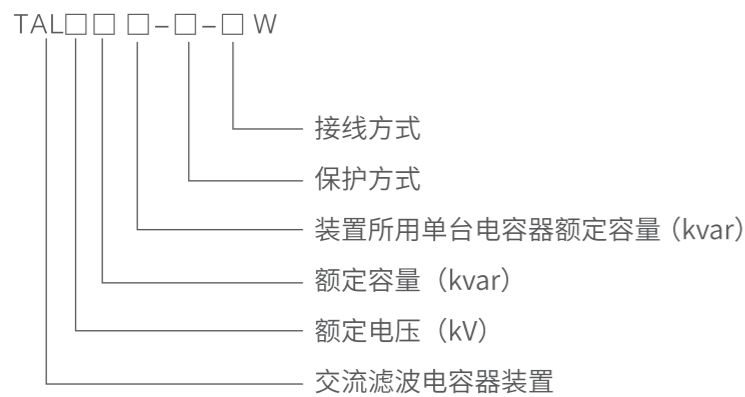 TAL□□ □-□-□ W
接线方式
保护方式
装置所用单台电容器额定容量（kvar）
额定容量（kvar）
额定电压（kV）
交流滤波电容器装置